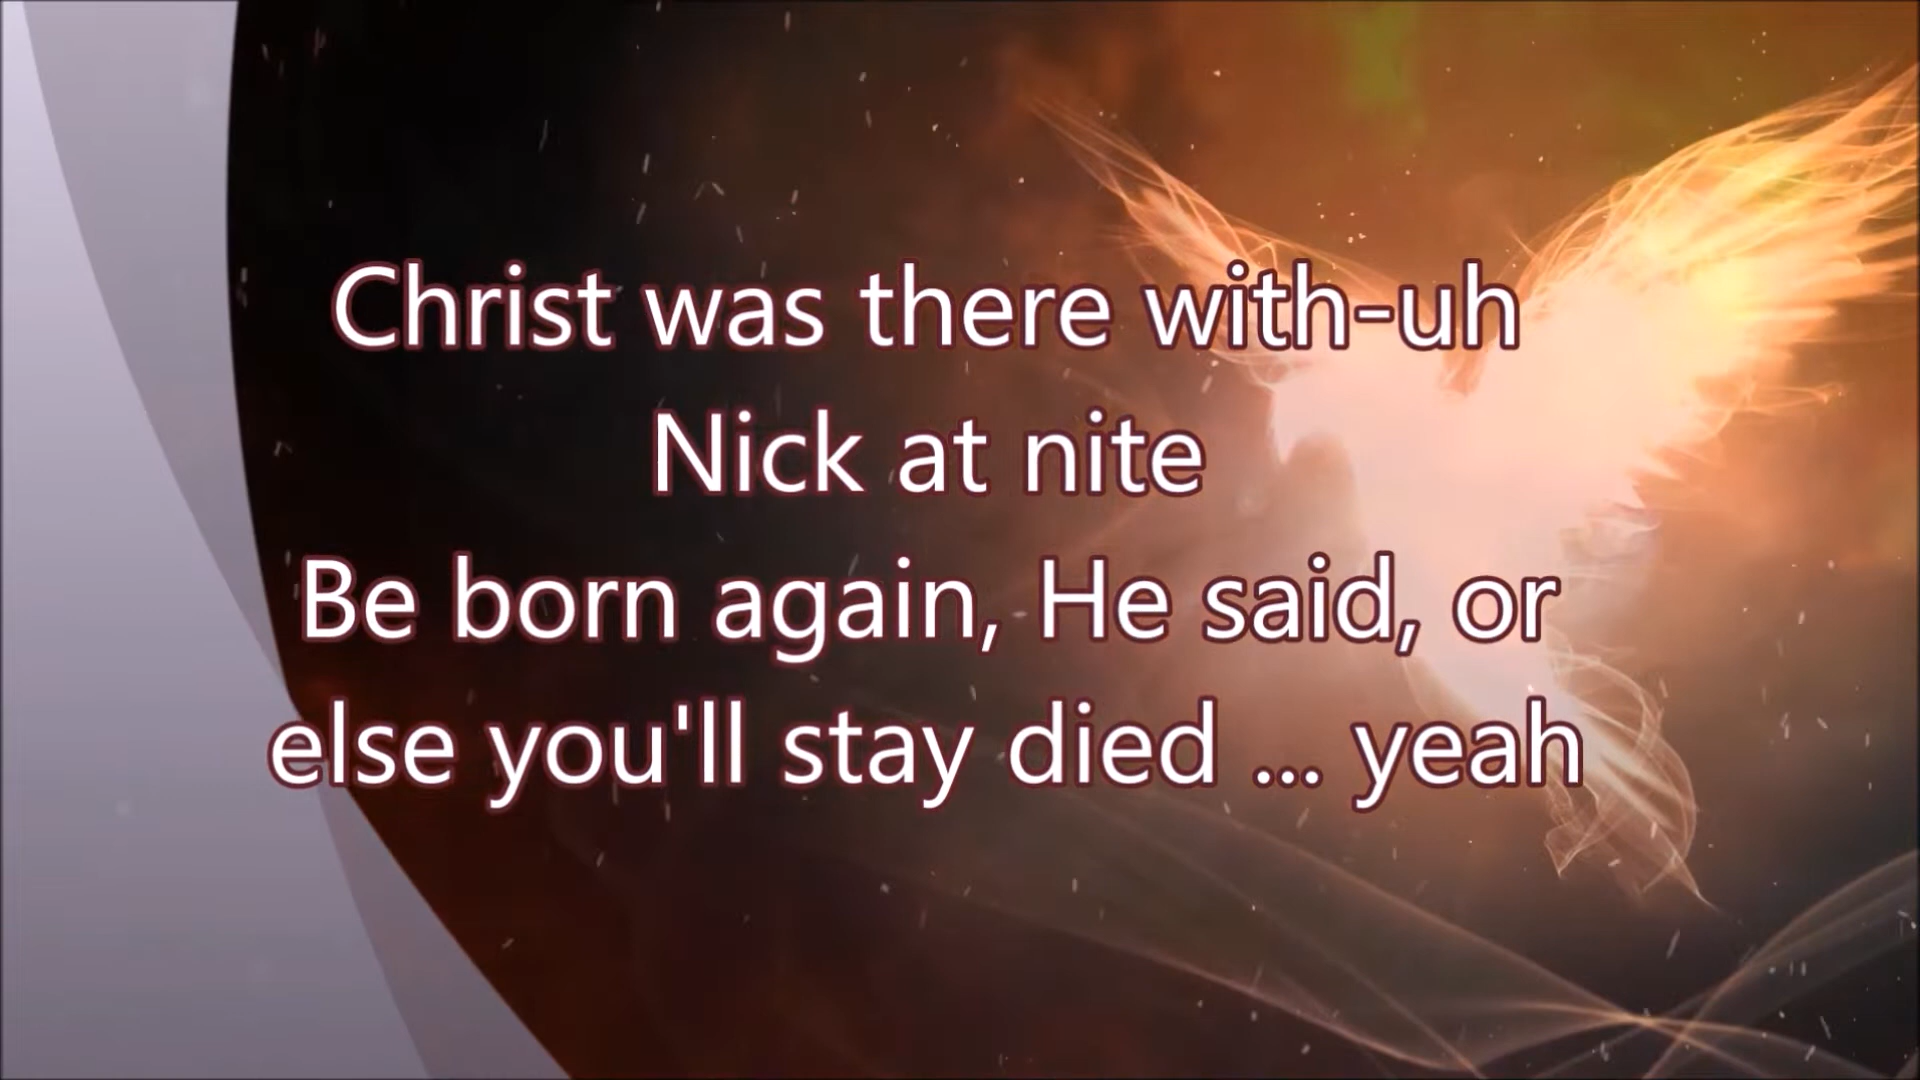 Christ was there with-uh
Nick at nite
Be born again, He said, or
else you'll stay died ... yeah